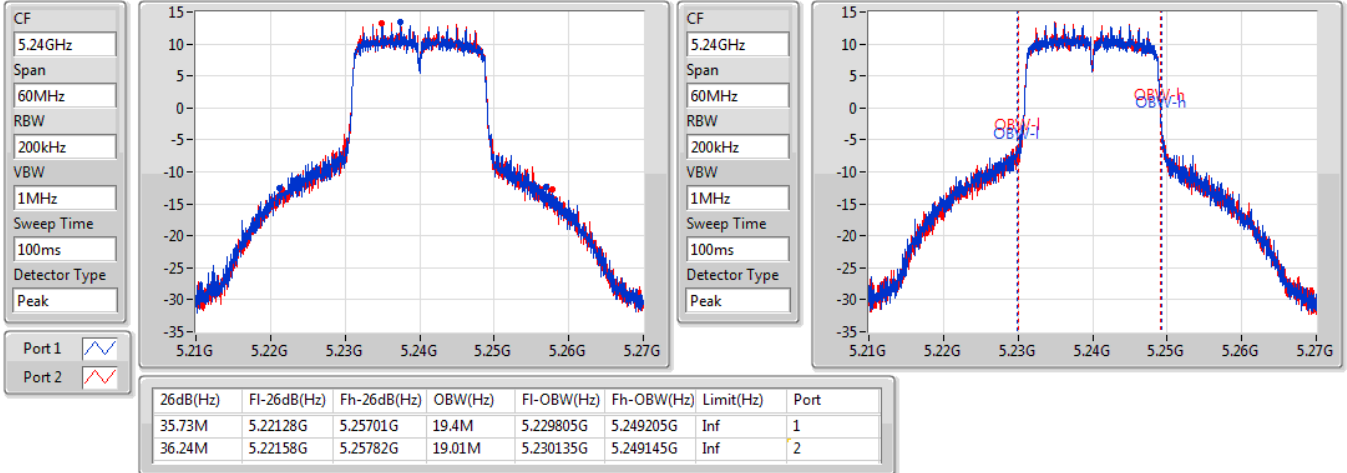 CF
5.24GHz
Span
60MHz
RBW
200kHz
VBW
1MHz
Sweep Time
100ms
Detector Type
Peak
Port 1
Port 2
15
10
5
0
-5
-10
-15
-20
-25
-30
-35
5.21G 5.22G 5.23G 5.24G 5.25G 5.26G 5.27G
CF
5.24GHz
Span
60MHz
RBW
200kHz
VBW
1MHz
Sweep Time
100ms
Detector Type
Peak
15
10
5
0
-5
-10
-15
-20
-25
-30
-35
OBW-h
OBW-h
OBW-l
OBW-l
5.21G 5.22G 5.23G 5.24G 5.25G 5.26G 5.27G
26dB(Hz) Fl-26dB(Hz) Fh-26dB(Hz) OBW(Hz) Fl-OBW(Hz) Fh-OBW(Hz) Limit(Hz) Port
35.73M 5.22128G 5.25701G 19.4M 5.229805G 5.249205G Inf 1
36.24M 5.22158G 5.25782G 19.01M 5.230135G 5.249145G Inf 2